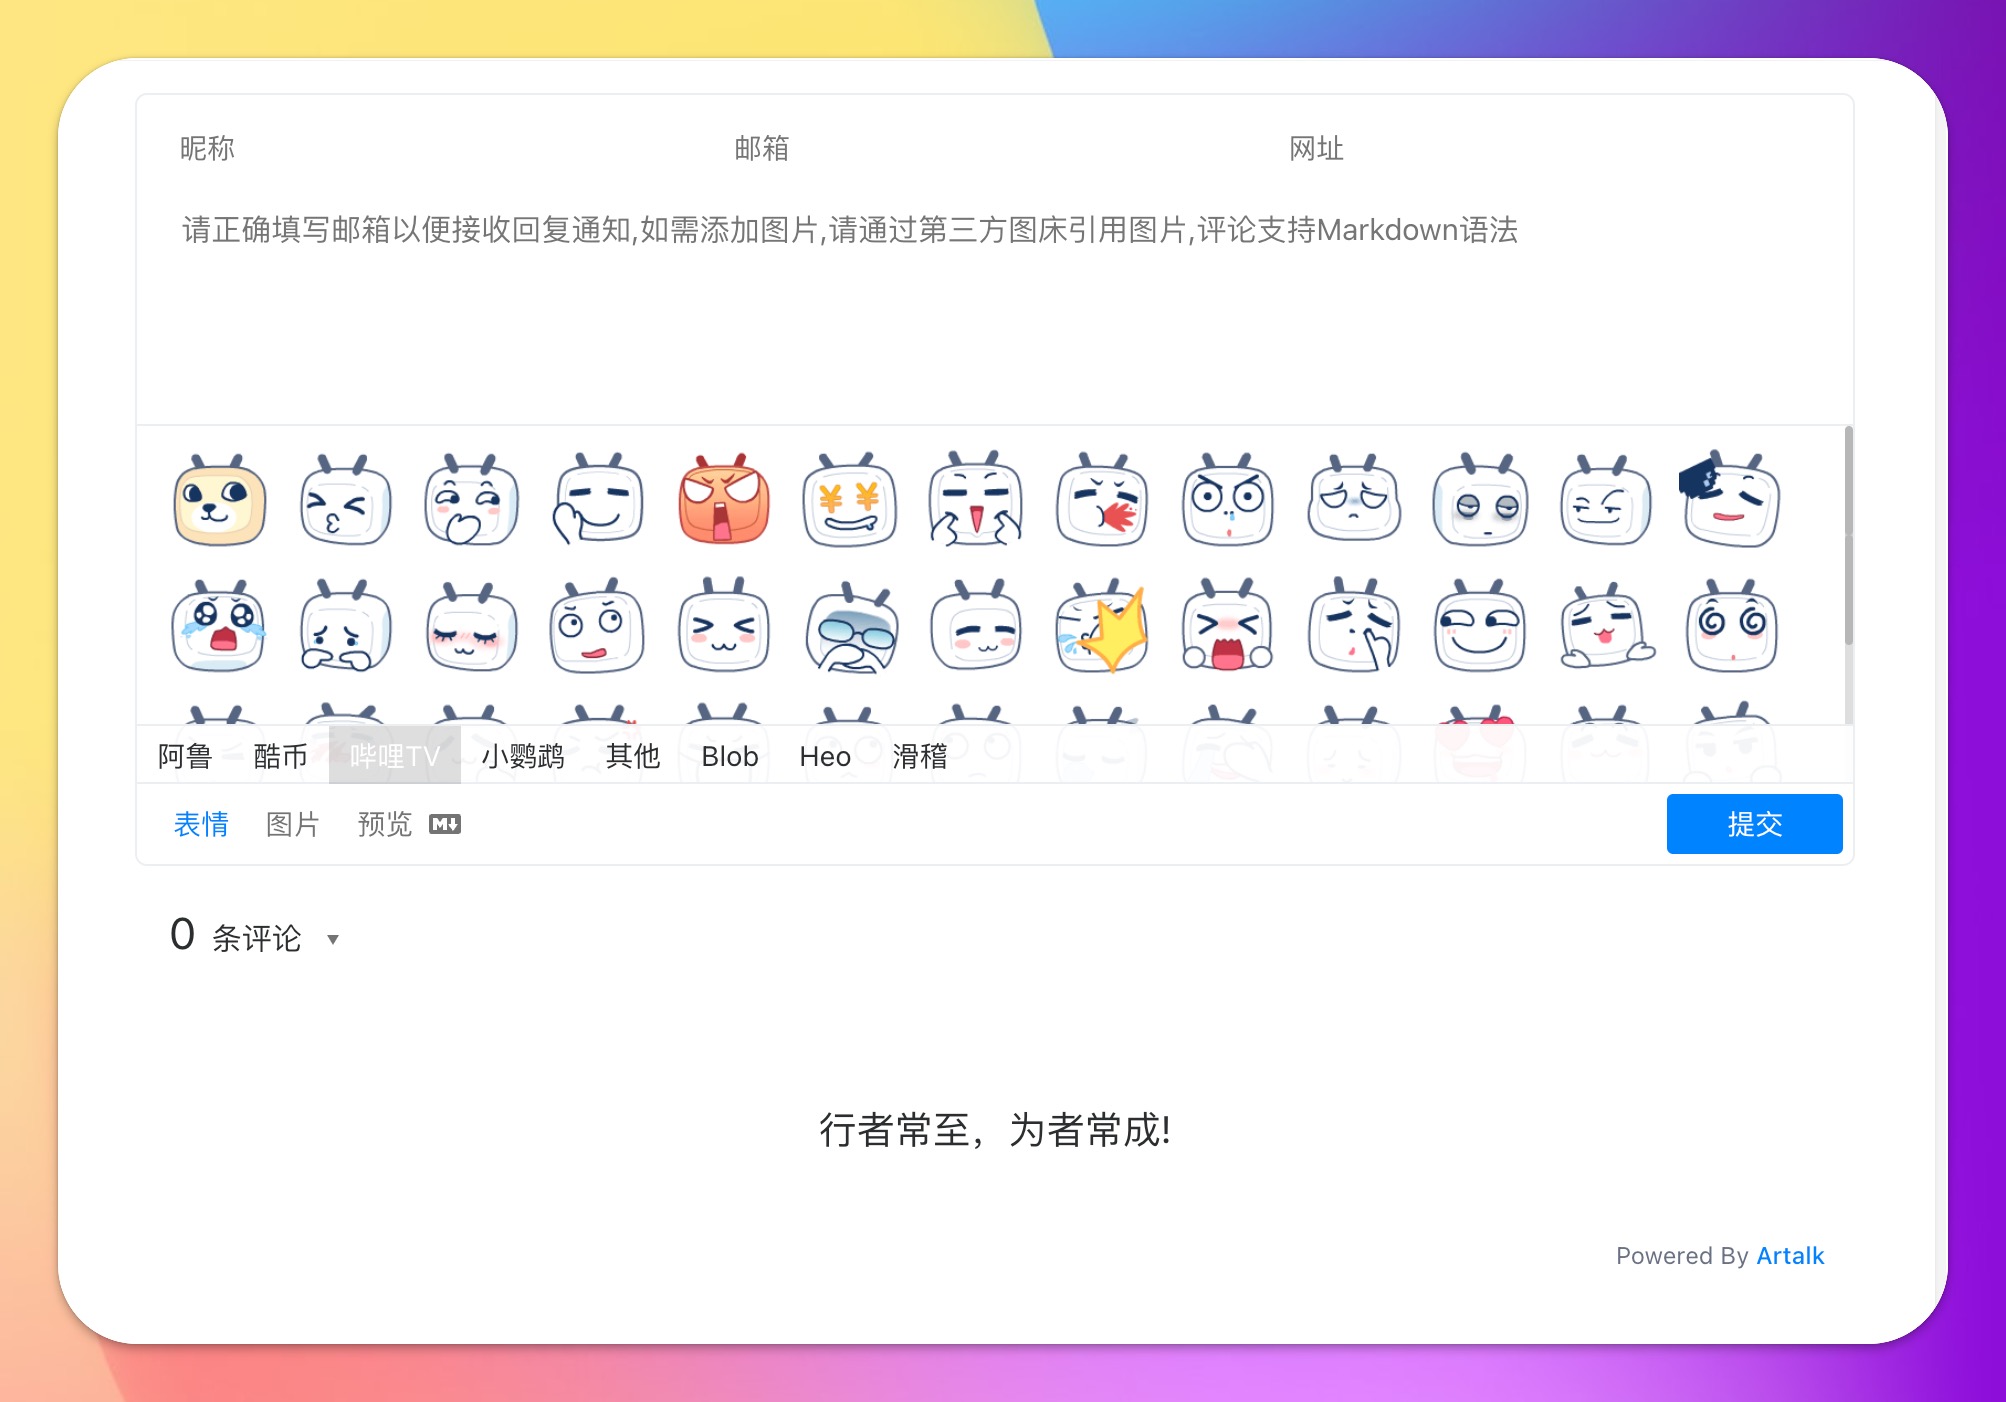 昵称 邮箱 网址
请正确填写邮箱以便接收回复通知,如需添加图片,请通过第三方图床引用图片,评论支持Markdown语法
阿鲁 酷币 哔哩TV 小鹦鹉 其他 Blob Heo 滑稽
表情 图片 预览 M 提交
0 条评论
行者常至，为者常成!
Powered By Artalk